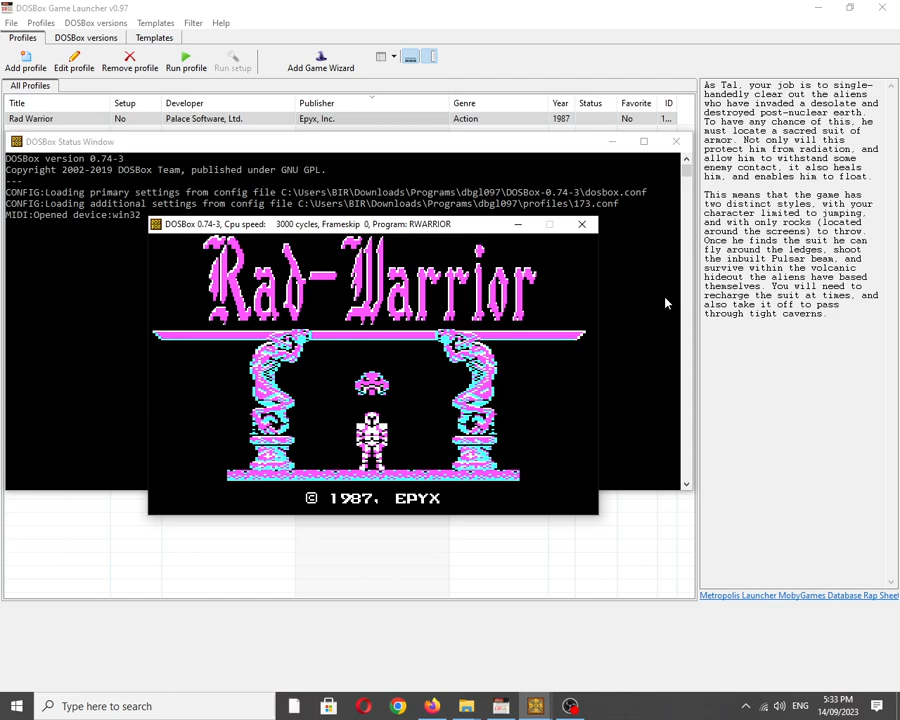 DOSBox Game Launcher v0.97
File Profiles DOSBox versions Templates Filter Help
Profiles DOSBox versions Templates
Add profile Edit profile Remove profile Run profile Run setup Add Game Wizard
All Profiles
Title Setup Developer Publisher Genre Year Status Favorite ID
Rad Warrior No Palace Software, Ltd. Epyx, Inc. Action 1987 No 1...
DOSBox Status Window
DOSBox version 0.74-3
Copyright 2002-2019 DOSBox Team, published under GNU GPL.
---
CONFIG:Loading primary settings from config file C:\Users\BIR\Downloads\Programs\dbgl097\DOSBox-0.74-3\dosbox.conf
CONFIG:Loading additional settings from config file C:\Users\BIR\Downloads\Programs\dbgl097\profiles\173.conf
MIDI:Opened device:win32
DOSBox 0.74-3, Cpu speed: 3000 cycles, Frameskip 0, Program: RWARRIOR
Rad-Warrior
© 1987, EPYX
As Tal, your job is to single-
handedly clear out the aliens
who have invaded a desolate and
destroyed post-nuclear earth.
To have any chance of this, he
must locate a sacred suit of
armor. Not only will this
protect him from radiation, and
allow him to withstand some
enemy contact, it also heals
him, and enables him to float.
This means that the game has
two distinct styles, with your
character limited to jumping,
and with only rocks (located
around the screens) to throw.
Once he finds the suit he can
fly around the ledges, shoot
the inbuilt Pulsar beam, and
survive within the volcanic
hideout the aliens have based
themselves. You will need to
recharge the suit at times, and
also take it off to pass
through tight caverns.
Metropolis Launcher MobyGames Database Rap Sheet
Type here to search
ENG
5:33 PM
14/09/2023